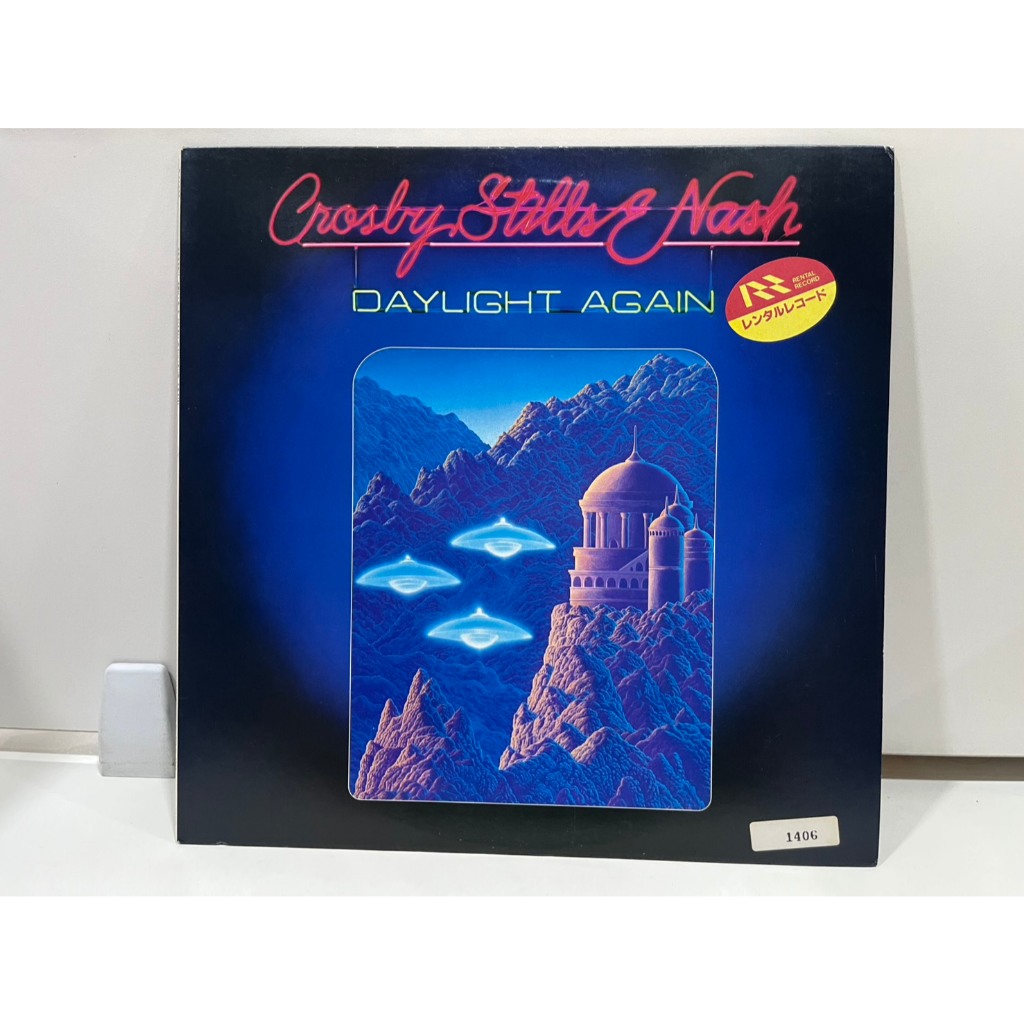 Crosby, Stills & Nash
DAYLIGHT AGAIN
RENTAL
RECORD
レンタルレコード
1406